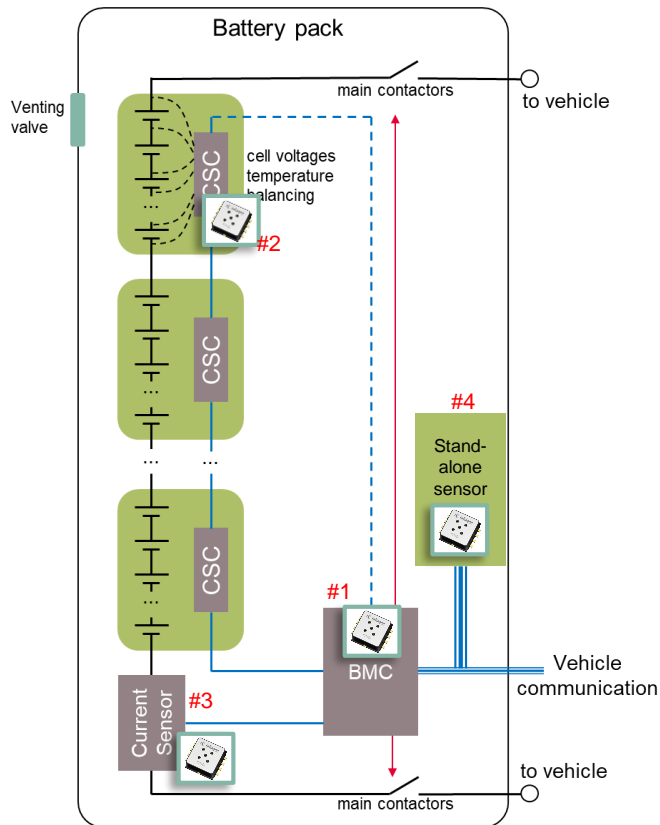 Battery pack
main contactors
to vehicle
Venting
valve
CSC
cell voltages
temperature
balancing
#2
...
CSC
...
#4
Stand-
alone
sensor
...
...
CSC
...
#1
BMC
Vehicle
communication
#3
Current
Sensor
to vehicle
main contactors